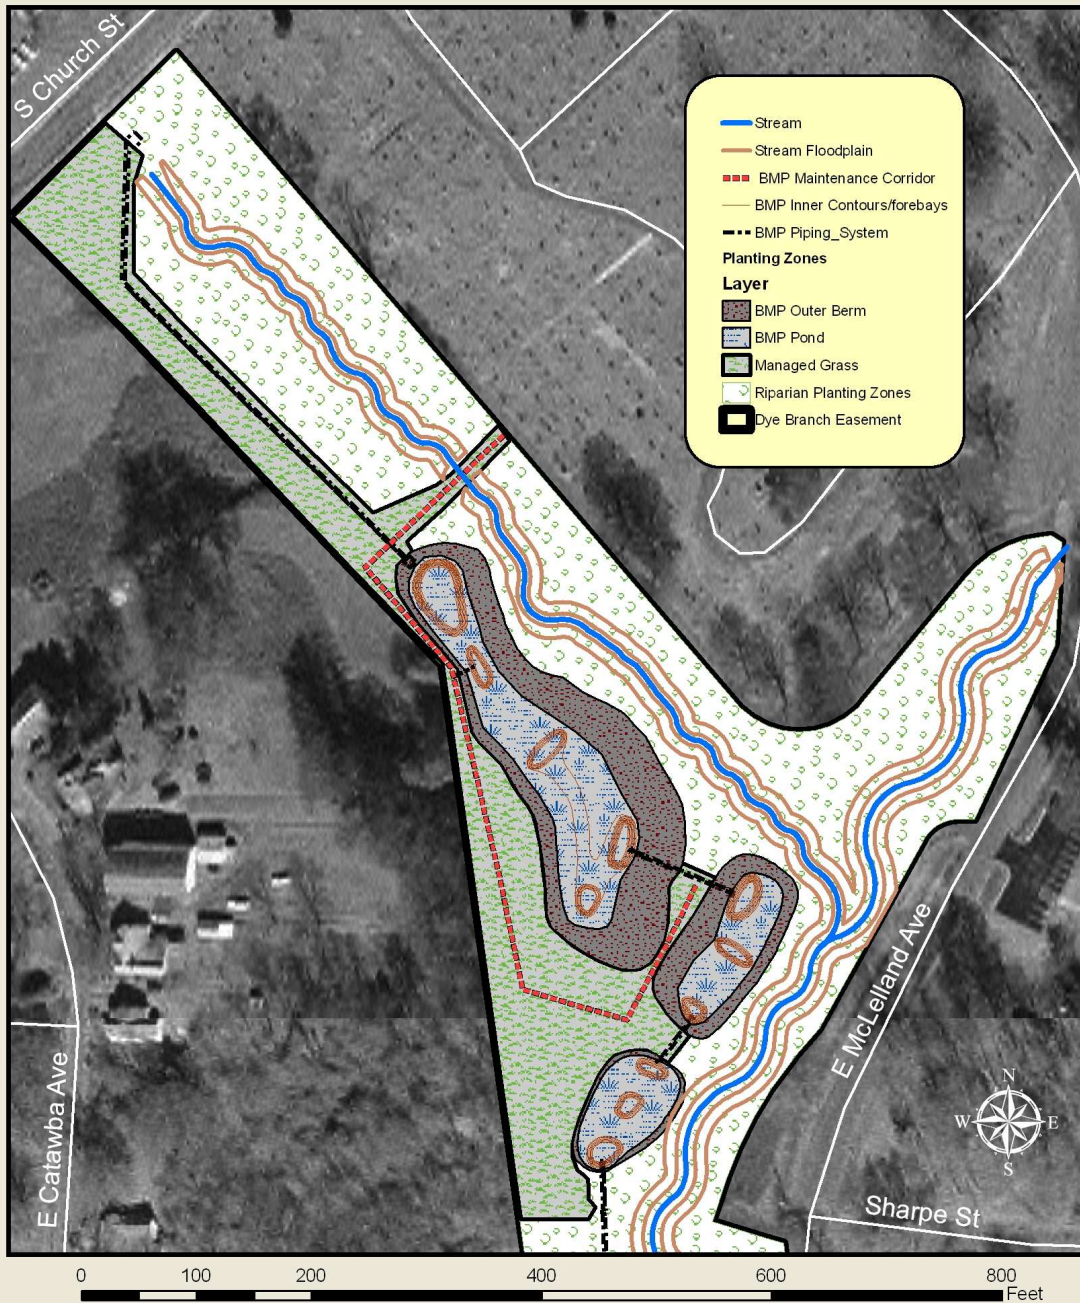 S Church St
Stream
Stream Floodplain
BMP Maintenance Corridor
BMP Inner Contours/forebays
BMP Piping_System
Planting Zones
Layer
BMP Outer Berm
BMP Pond
Managed Grass
Riparian Planting Zones
Dye Branch Easement
E McLelland Ave
E Catawba Ave
N
W E
S
Sharpe St
0 100 200 400 600 800
Feet